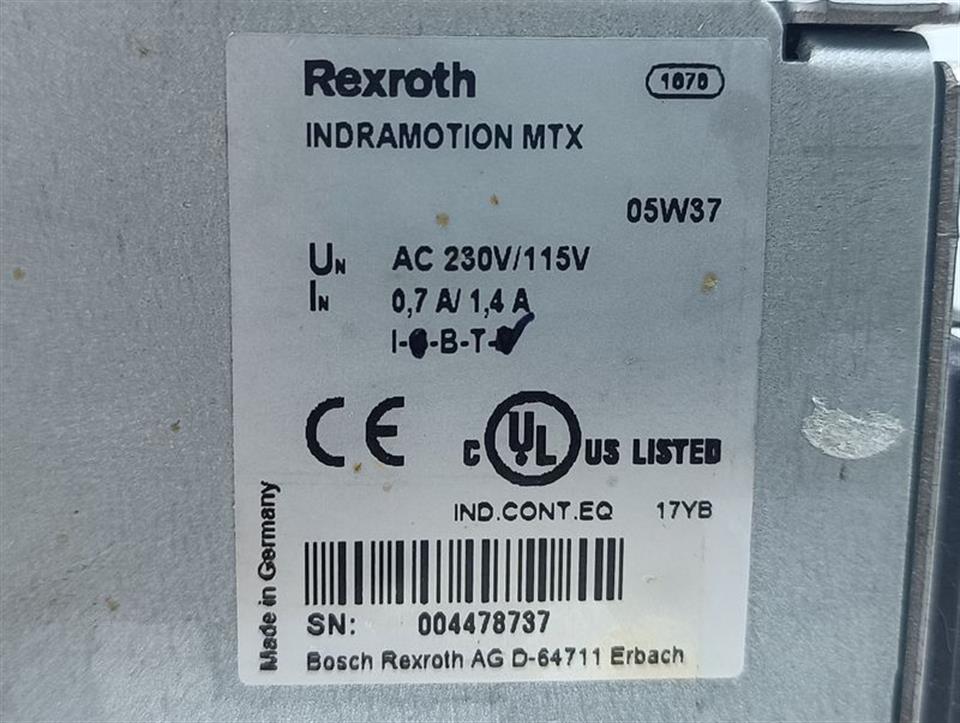 Rexroth
1070
INDRAMOTION MTX
05W37
UN AC 230V/115V
IN 0,7 A/ 1,4 A
I- -B-T-
CE
C UL US LISTED
IND.CONT.EQ 17YB
Made in Germany
SN: 004478737
Bosch Rexroth AG D-64711 Erbach